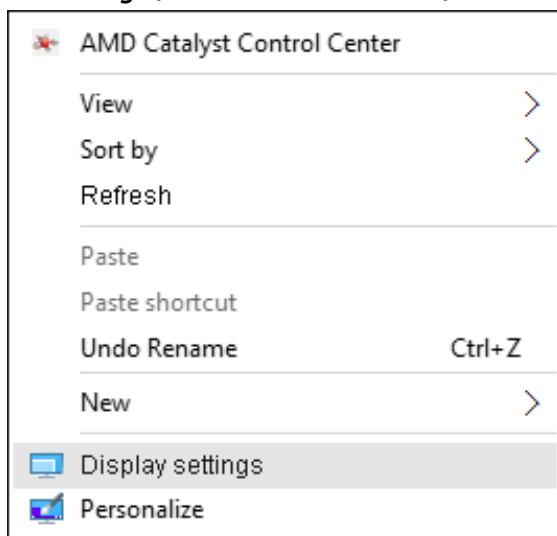 AMD Catalyst Control Center
View
Sort by
Refresh
Paste
Paste shortcut
Undo Rename Ctrl+Z
New
Display settings
Personalize